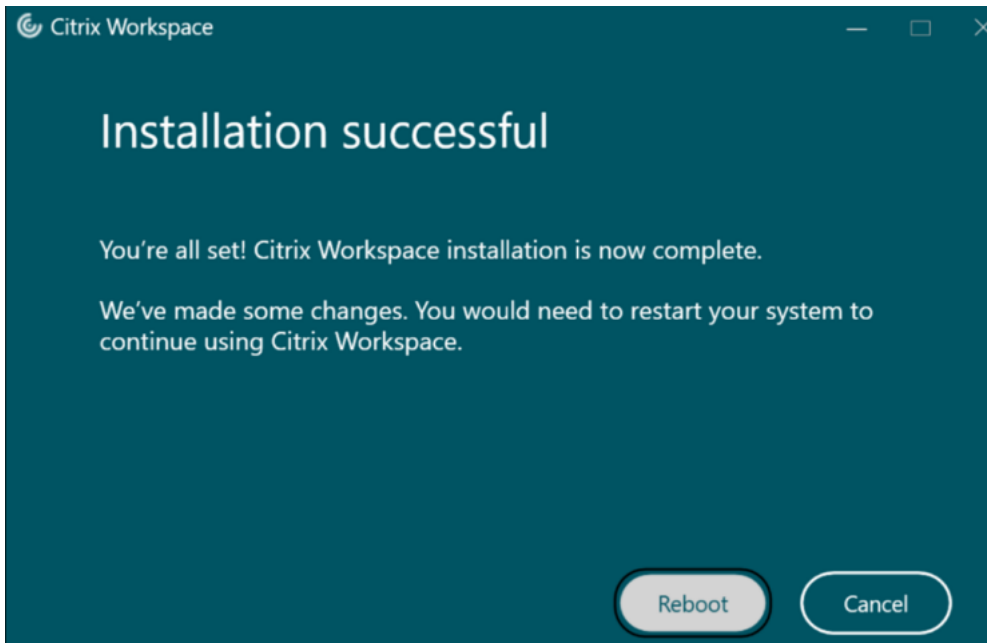 Citrix Workspace
Installation successful
You’re all set! Citrix Workspace installation is now complete.
We’ve made some changes. You would need to restart your system to
continue using Citrix Workspace.
Reboot
Cancel